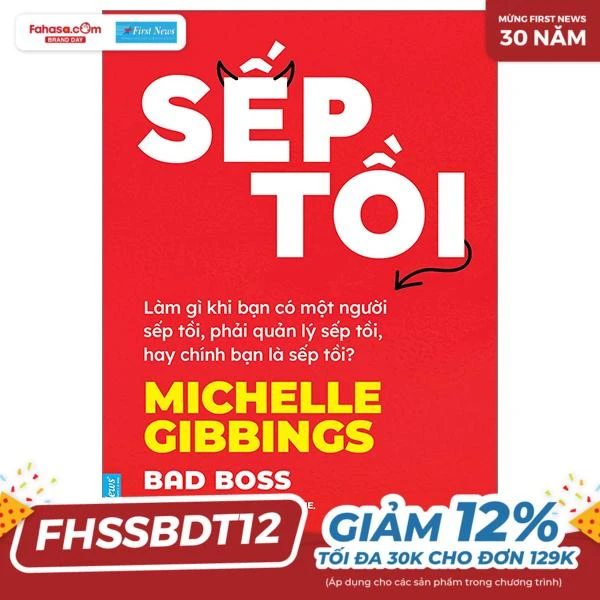 Fahasa.com
BRAND DAY
First News
MỪNG FIRST NEWS
30 NĂM
SẾP
TỒI
Làm gì khi bạn có một người
sếp tồi, phải quản lý sếp tồi,
hay chính bạn là sếp tồi?
MICHELLE
GIBBINGS
BAD BOSS
News
FHSSBDT12
GIẢM 12%
TỐI ĐA 30K CHO ĐƠN 129K
(Áp dụng cho các sản phẩm trong chương trình)